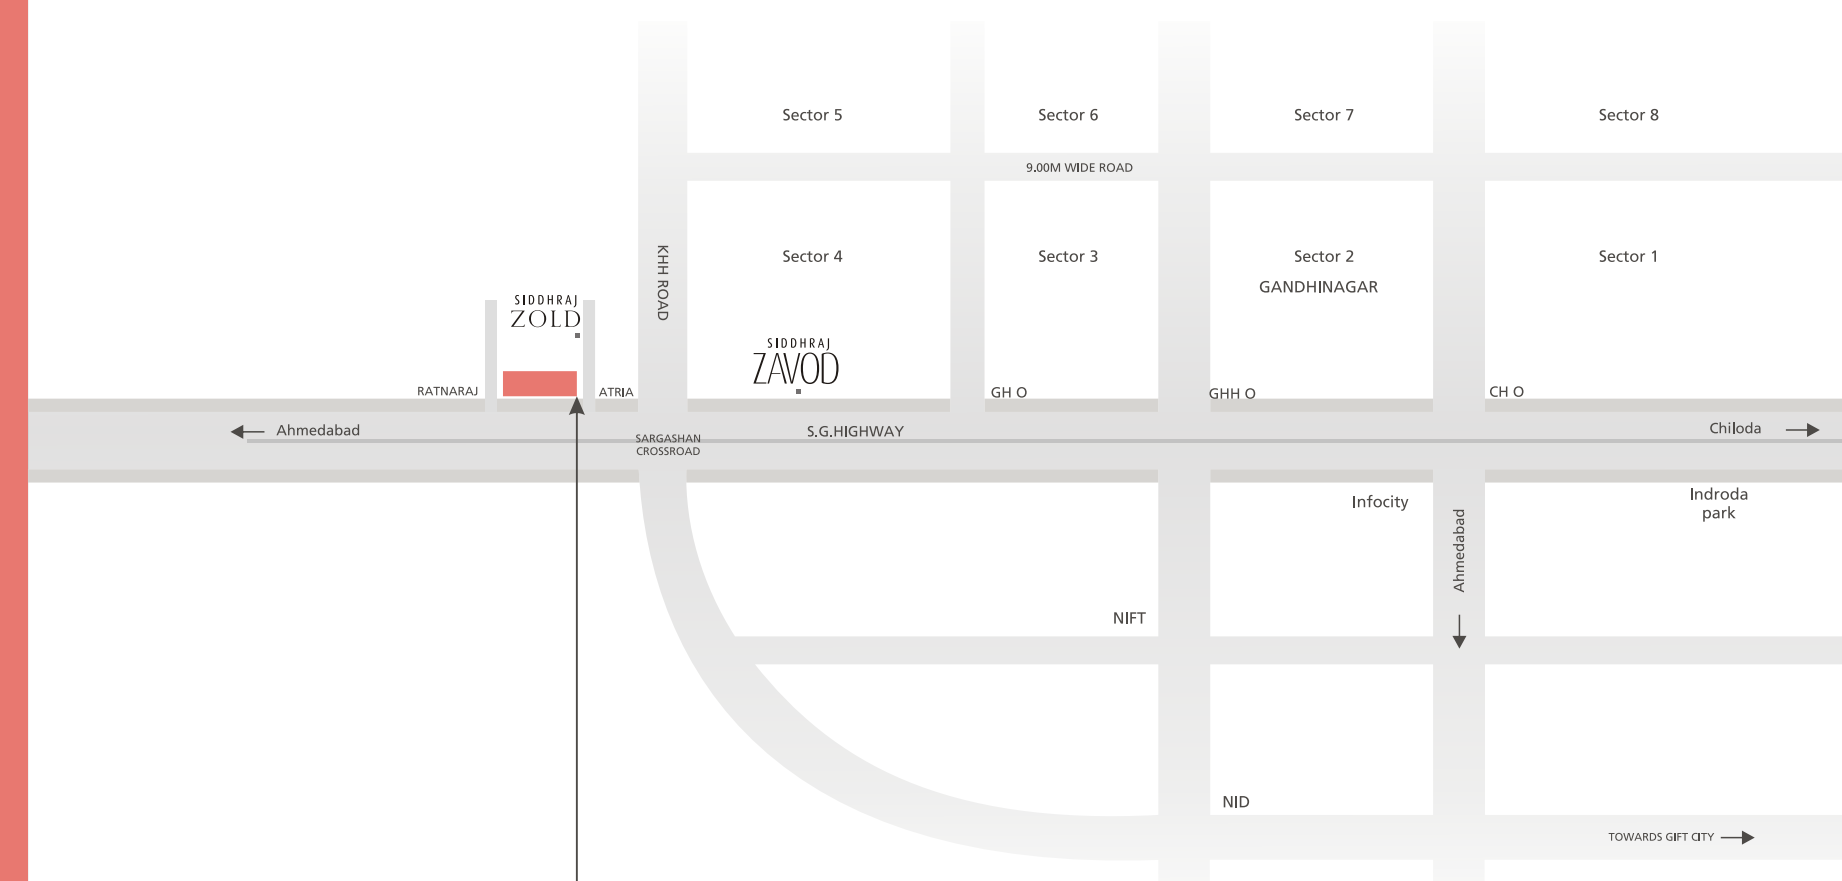 Sector 5
Sector 6
Sector 7
Sector 8
9.00M WIDE ROAD
KHH ROAD
Sector 4
Sector 3
Sector 2
GANDHINAGAR
Sector 1
SIDDHRAJ
ZOLD
SIDDHRAJ
ZAVOD
RATNARAJ
ATRIA
GH O
GHH O
CH O
Ahmedabad
SARGASHAN
CROSSROAD
S.G.HIGHWAY
Chiloda
Infocity
Indroda
park
Ahmedabad
NIFT
NID
TOWARDS GIFT CITY